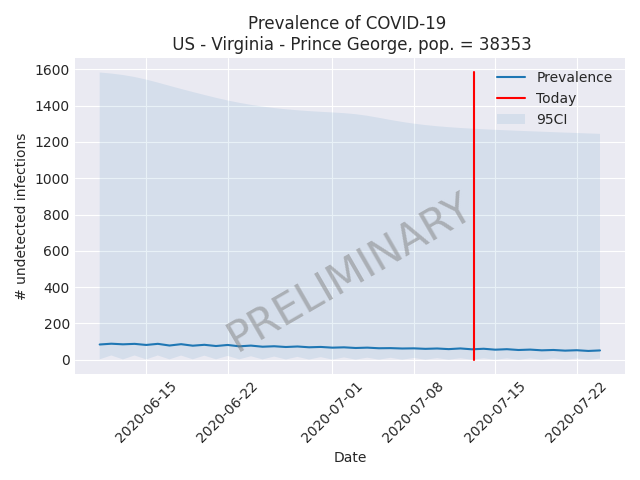 Prevalence of COVID-19
US - Virginia - Prince George, pop. = 38353
1600
1400
1200
1000
800
600
400
200
0
# undetected infections
Prevalence
Today
95CI
PRELIMINARY
2020-06-15
2020-06-22
2020-07-01
2020-07-08
2020-07-15
2020-07-22
Date